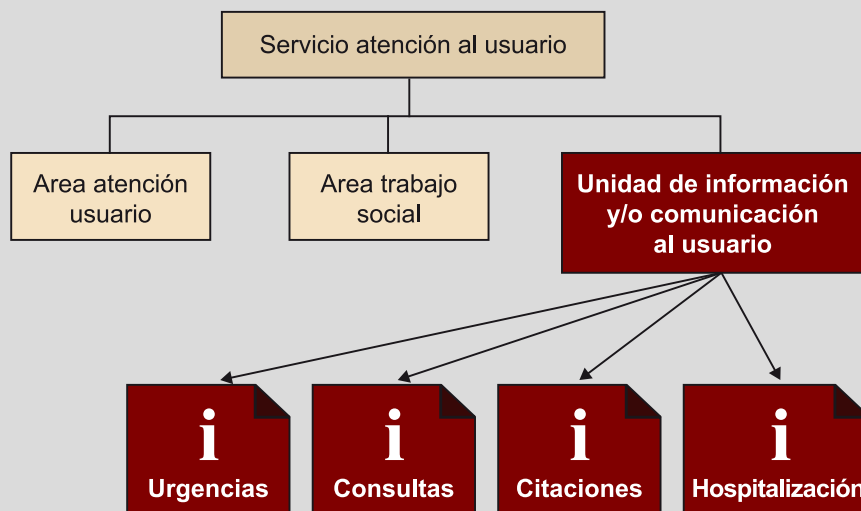 Servicio atención al usuario
Area atención
usuario
Area trabajo
social
Unidad de información
y/o comunicación
al usuario
i
Urgencias
i
Consultas
i
Citaciones
i
Hospitalización